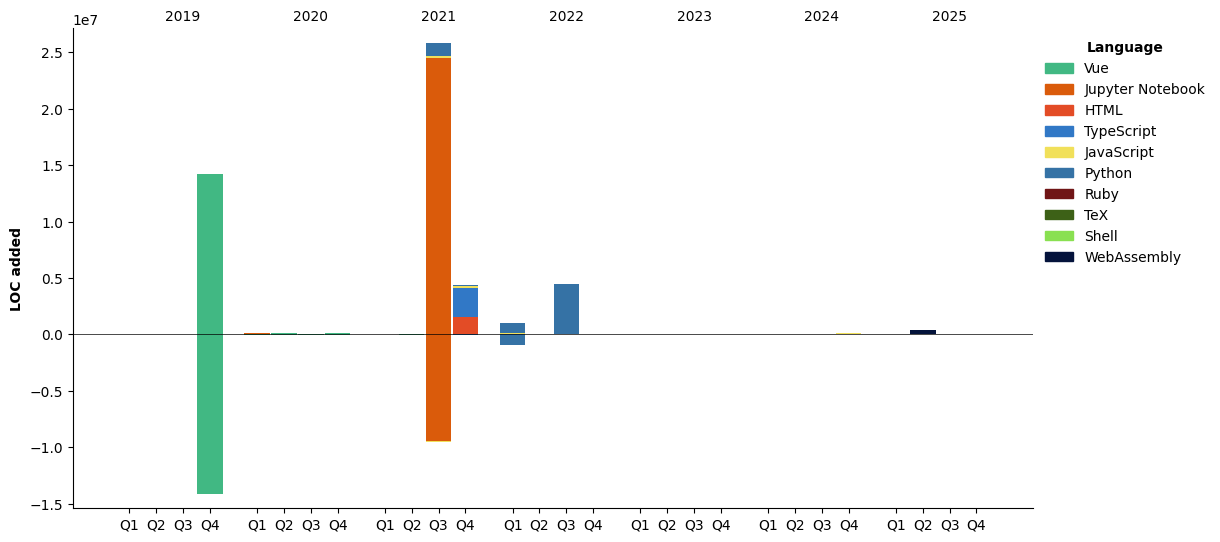 1e7
2019 2020 2021 2022 2023 2024 2025
LOC added
2.5
2.0
1.5
1.0
0.5
0.0
−0.5
−1.0
−1.5
Q1 Q2 Q3 Q4 Q1 Q2 Q3 Q4 Q1 Q2 Q3 Q4 Q1 Q2 Q3 Q4 Q1 Q2 Q3 Q4 Q1 Q2 Q3 Q4 Q1 Q2 Q3 Q4
Language
Vue
Jupyter Notebook
HTML
TypeScript
JavaScript
Python
Ruby
TeX
Shell
WebAssembly